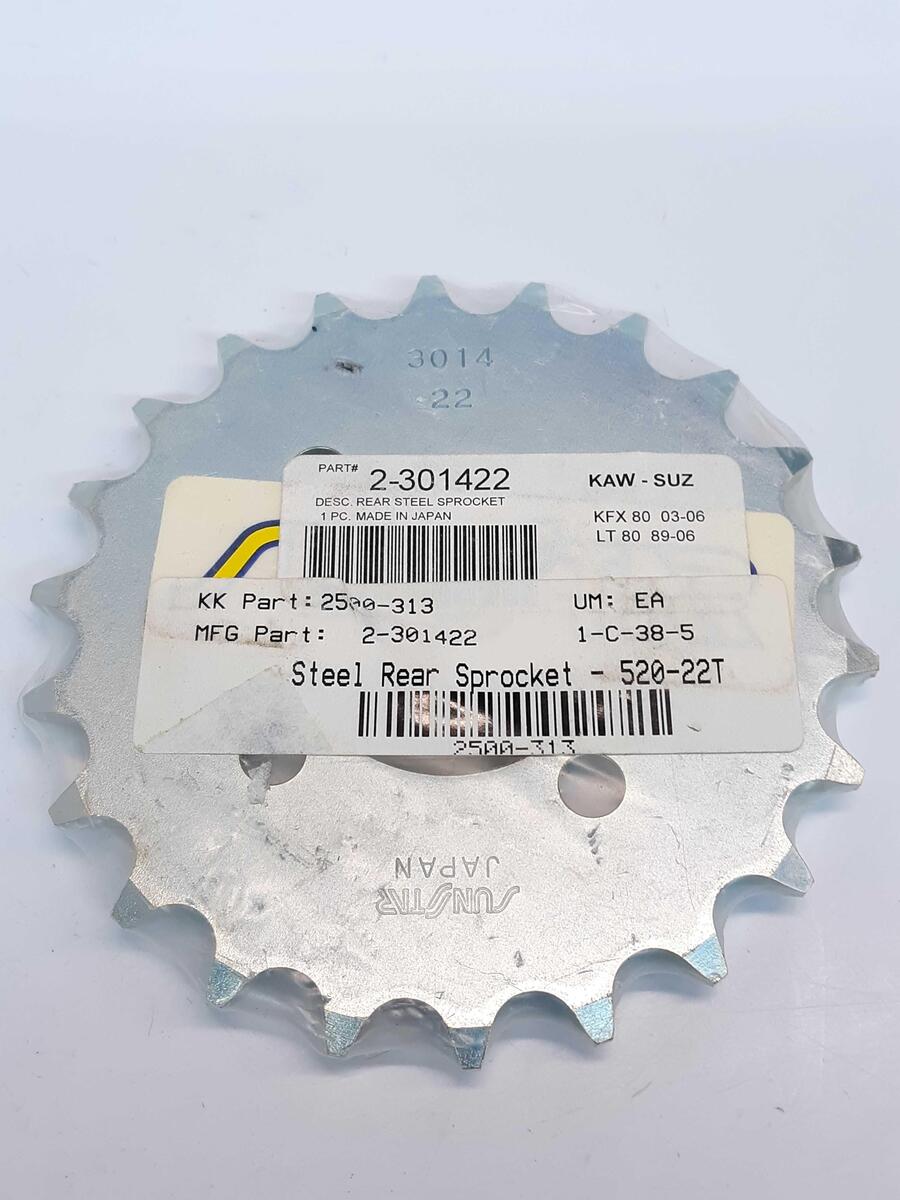 3014
22
PART# 2-301422 KAW - SUZ
DESC. REAR STEEL SPROCKET
1 PC. MADE IN JAPAN KFX 80 03-06
LT 80 89-06
KK Part: 2500-313 UM: EA
MFG Part: 2-301422 1-C-38-5
Steel Rear Sprocket - 520-22T
2500-313
JAPAN
SUNSTAR